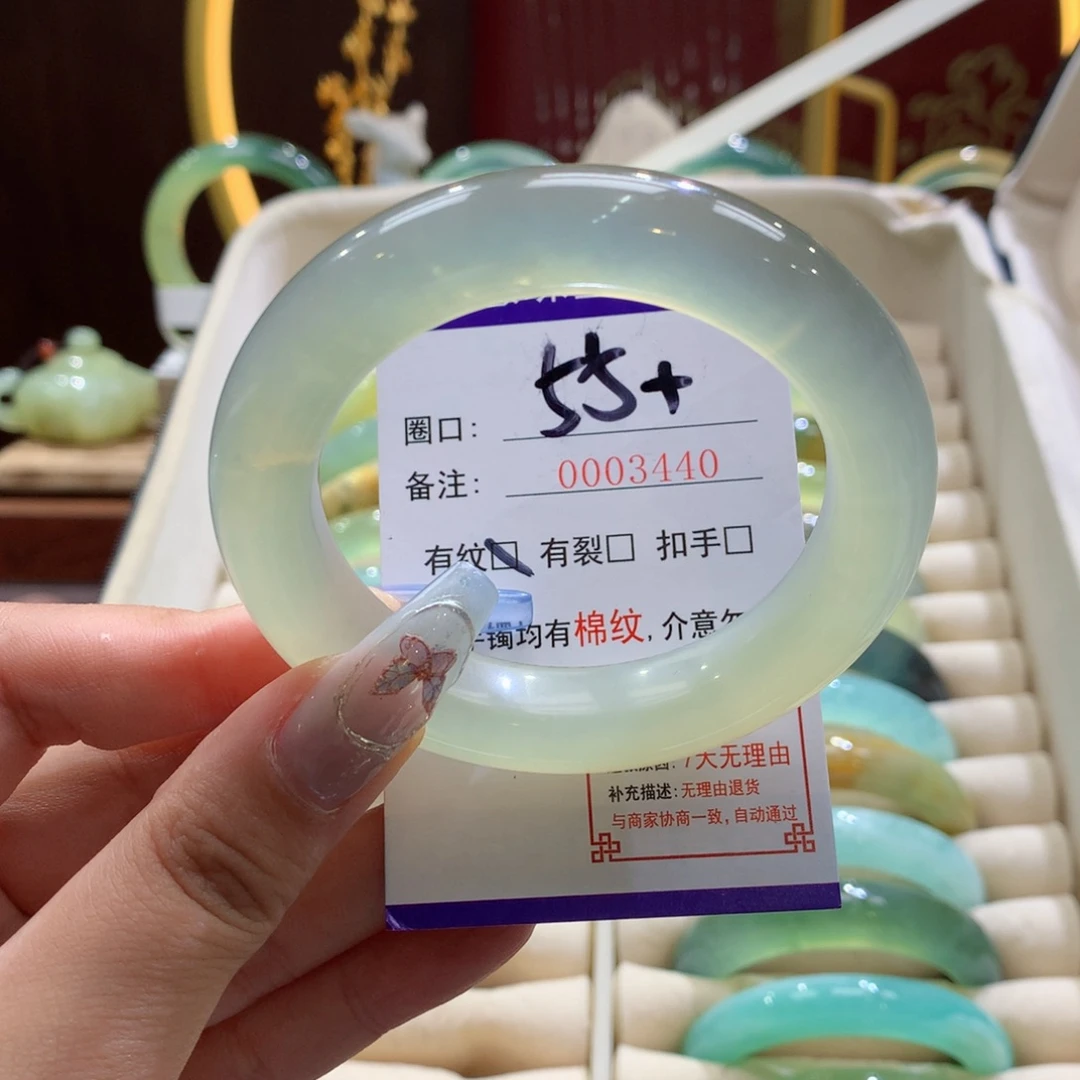 圈口: 55+
备注: 0003440
有纹□ 有裂□ 扣手□
镯均有棉纹,介意
7天无理由
补充描述:无理由退货
与商家协商一致,自动通过